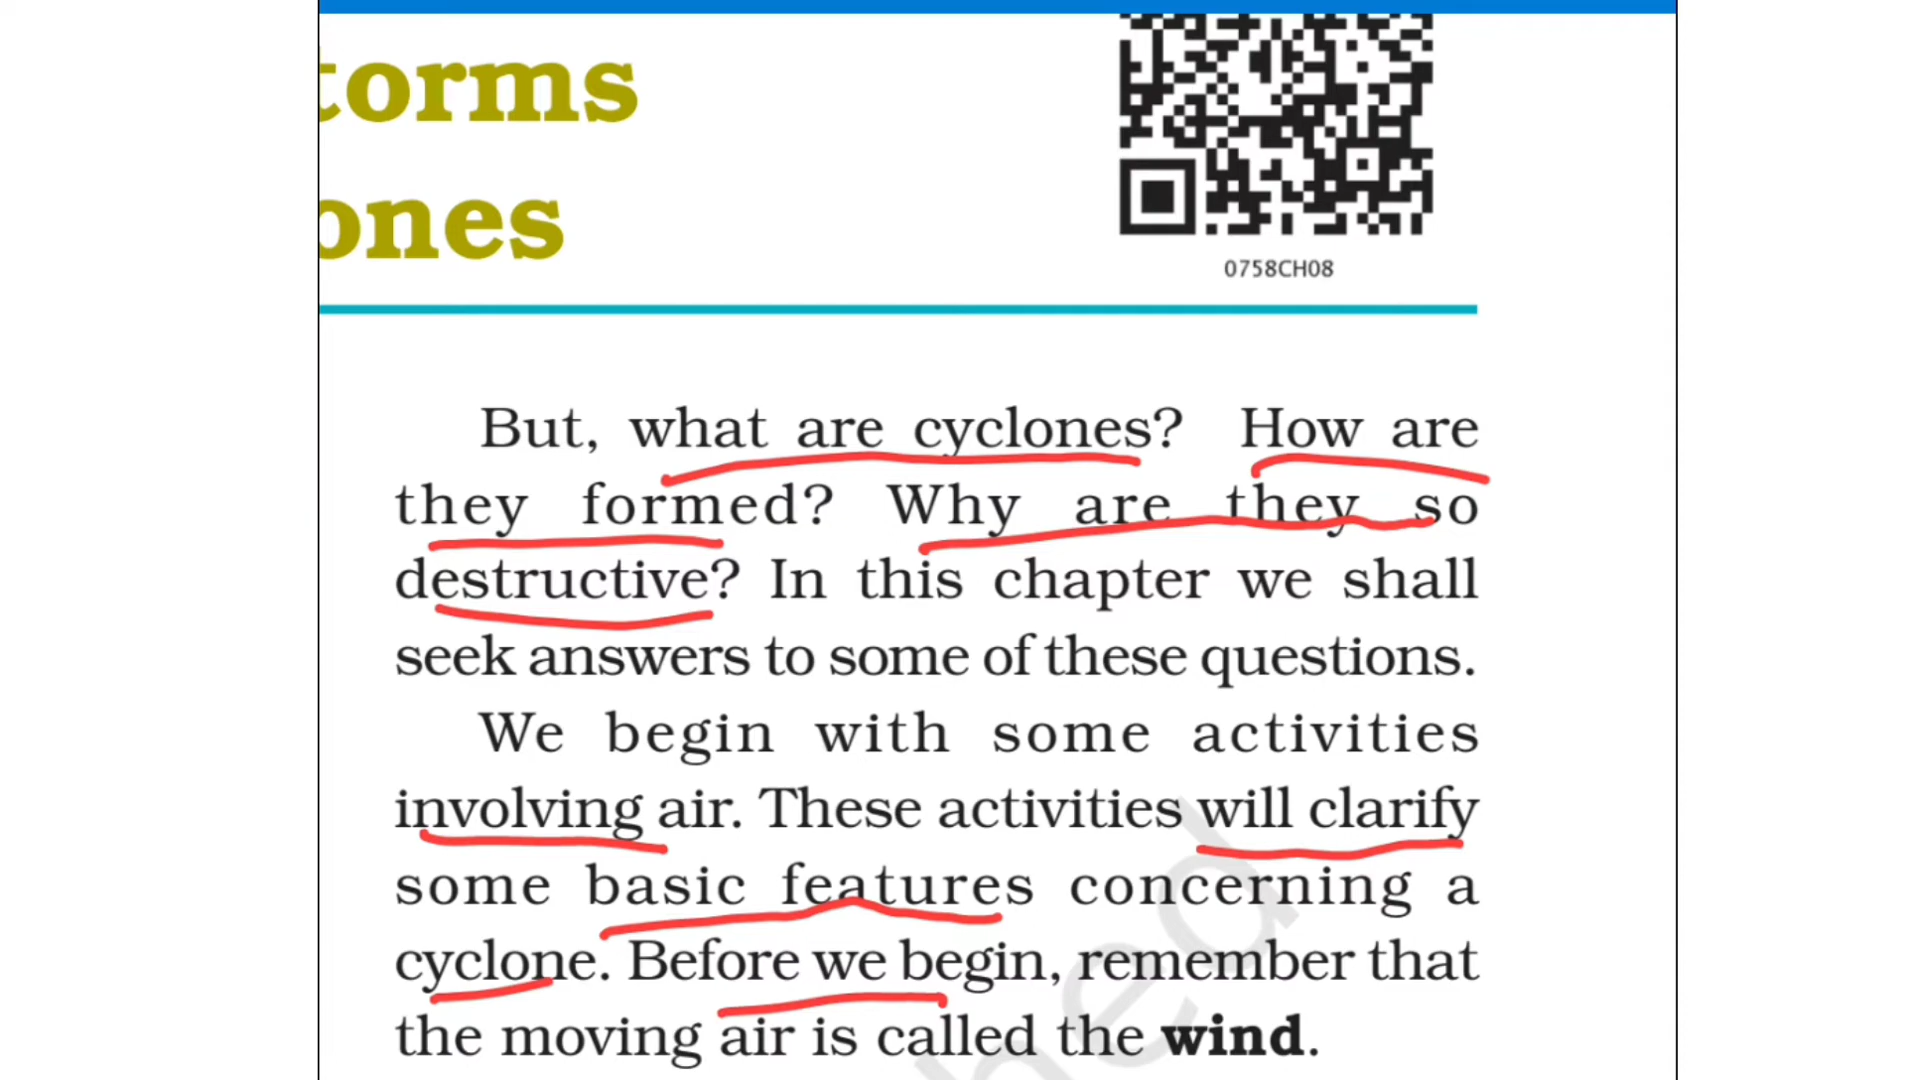 torms
ones
0758CH08
But, what are cyclones? How are
they formed? Why are they so
destructive? In this chapter we shall
seek answers to some of these questions.
We begin with some activities
involving air. These activities will clarify
some basic features concerning a
cyclone. Before we begin, remember that
the moving air is called the wind.
hed